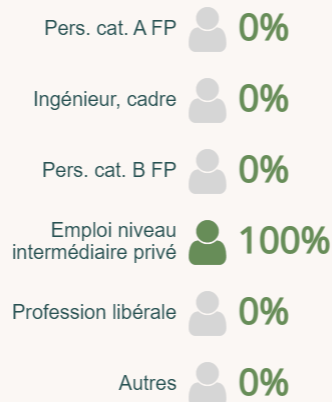 Pers. cat. A FP 0%
Ingénieur, cadre 0%
Pers. cat. B FP 0%
Emploi niveau
intermédiaire privé 100%
Profession libérale 0%
Autres 0%